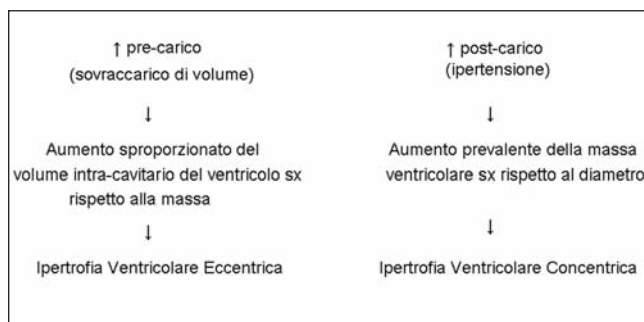 ↑ pre-carico
(sovraccarico di volume)
↓
Aumento sproporzionato del
volume intra-cavitario del ventricolo sx
rispetto alla massa
↓
Ipertrofia Ventricolare Eccentrica
↑ post-carico
(ipertensione)
↓
Aumento prevalente della massa
ventricolare sx rispetto al diametro
↓
Ipertrofia Ventricolare Concentrica